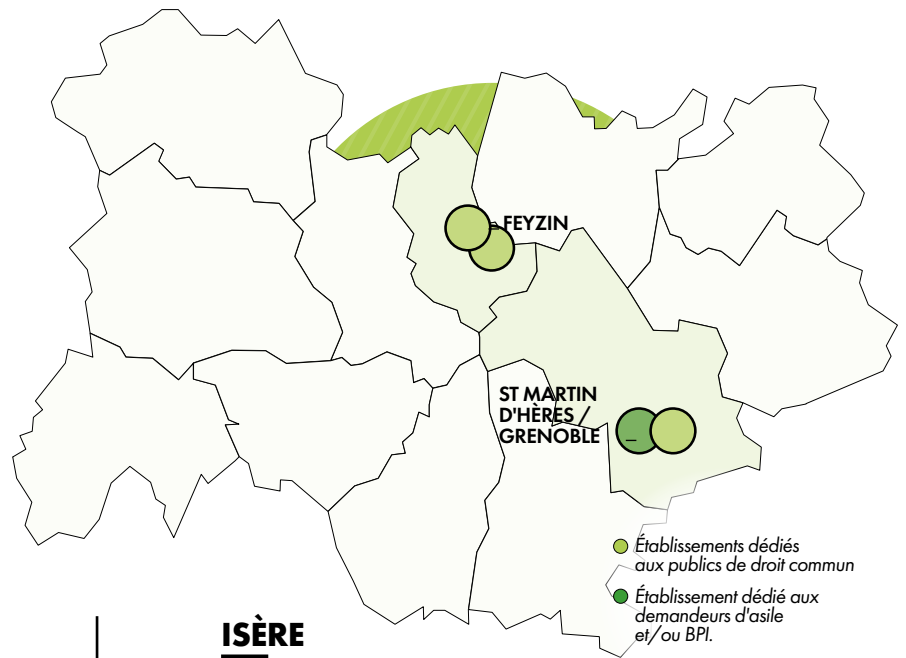 FEYZIN
ST MARTIN
D'HÈRES /
GRENOBLE
Établissements dédiés
aux publics de droit commun
Établissement dédié aux
demandeurs d'asile
et/ou BPI.
ISÈRE